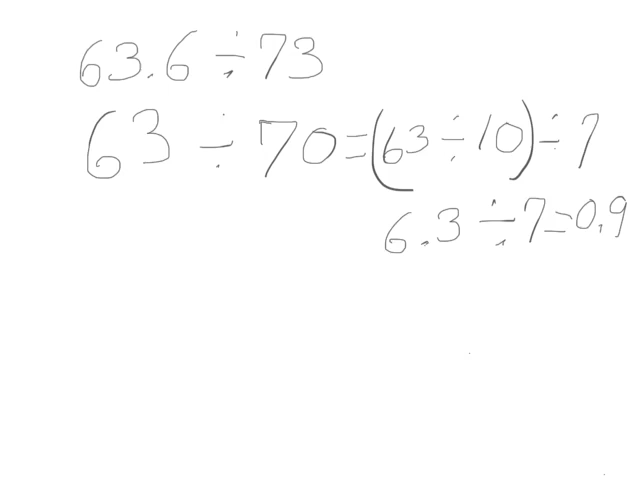 63.6 ÷ 73
63 ÷ 70 = (63 ÷ 10) ÷ 7
6.3 ÷ 7 = 0.9